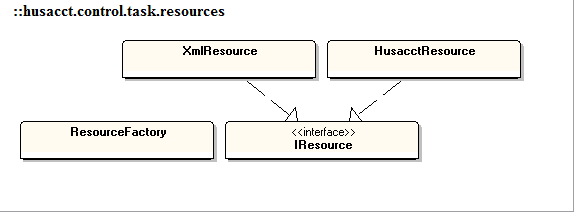 ::husacct.control.task.resources
XmlResource
HusacctResource
ResourceFactory
<<interface>>
IResource